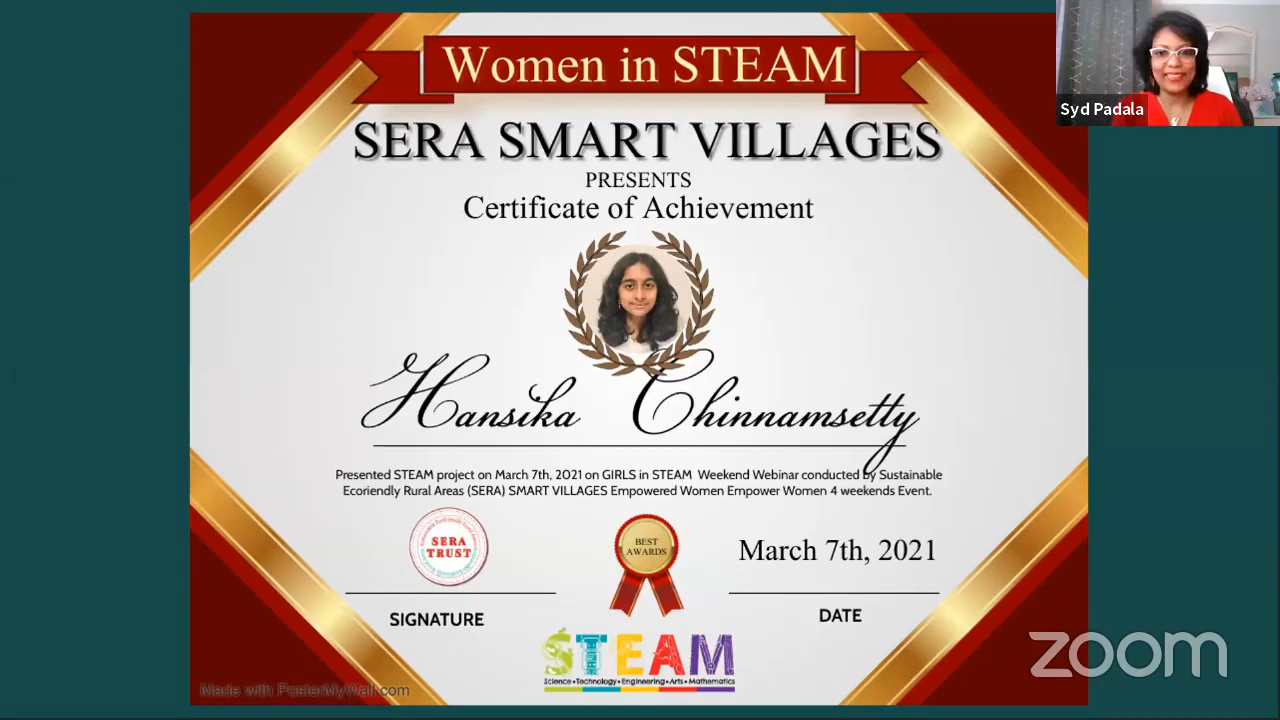 Women in STEAM
Syd Padala
SERA SMART VILLAGES
PRESENTS
Certificate of Achievement
Hansika Chinnamsetty
Presented STEAM project on March 7th, 2021 on GIRLS in STEAM Weekend Webinar conducted by Sustainable
Ecoriendly Rural Areas (SERA) SMART VILLAGES Empowered Women Empower Women 4 weekends Event.
SERA
TRUST
BEST
AWARDS
March 7th, 2021
SIGNATURE
DATE
STEAM
Science • Technology • Engineering • Arts • Mathematics
zoom
Made with PosterMyWall.com